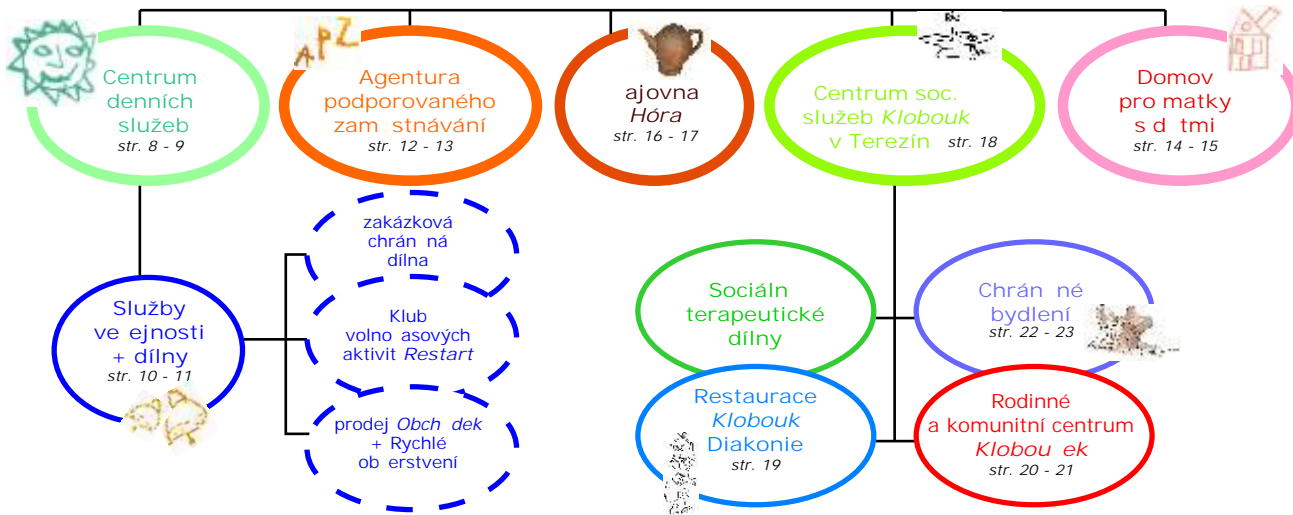 APZ
Centrum
denních
služeb
str. 8 - 9
Agentura
podporovaného
zam stnávání
str. 12 - 13
ajovna
Hóra
str. 16 - 17
Centrum soc.
služeb Klobouk
v Terezín str. 18
Domov
pro matky
s d tmi
str. 14 - 15
Služby
ve ejnosti
+ dílny
str. 10 - 11
zakázková
chrán ná
dílna
Klub
volno asových
aktivit Restart
prodej Obch dek
+ Rychlé
ob erstvení
Sociáln
terapeutické
dílny
Chrán né
bydlení
str. 22 - 23
Restaurace
Klobouk
Diakonie
str. 19
Rodinné
a komunitní centrum
Klobou ek
str. 20 - 21